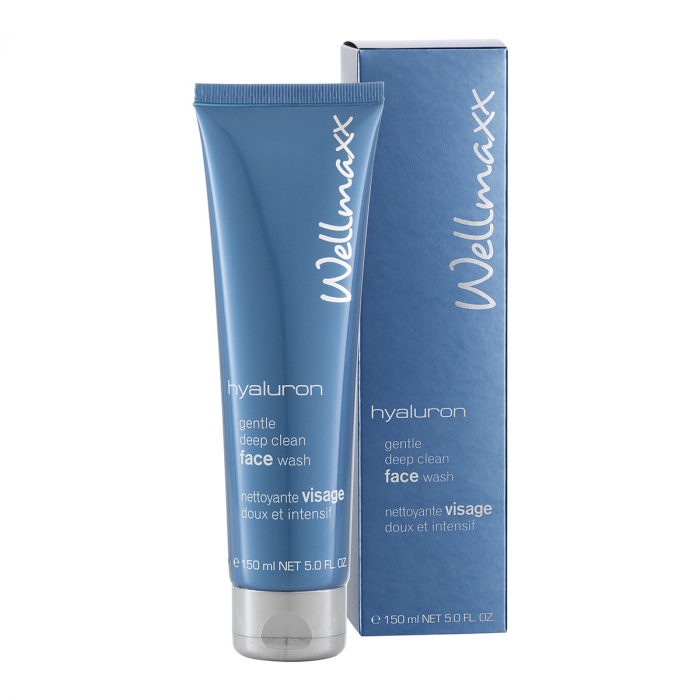 Wellmaxx
hyaluron
gentle
deep clean
face wash
nettoyante visage
doux et intensif
e 150 ml NET 5.0 FL. OZ.
Wellmaxx
hyaluron
gentle
deep clean
face wash
nettoyante visage
doux et intensif
e 150 ml NET 5.0 FL. OZ.